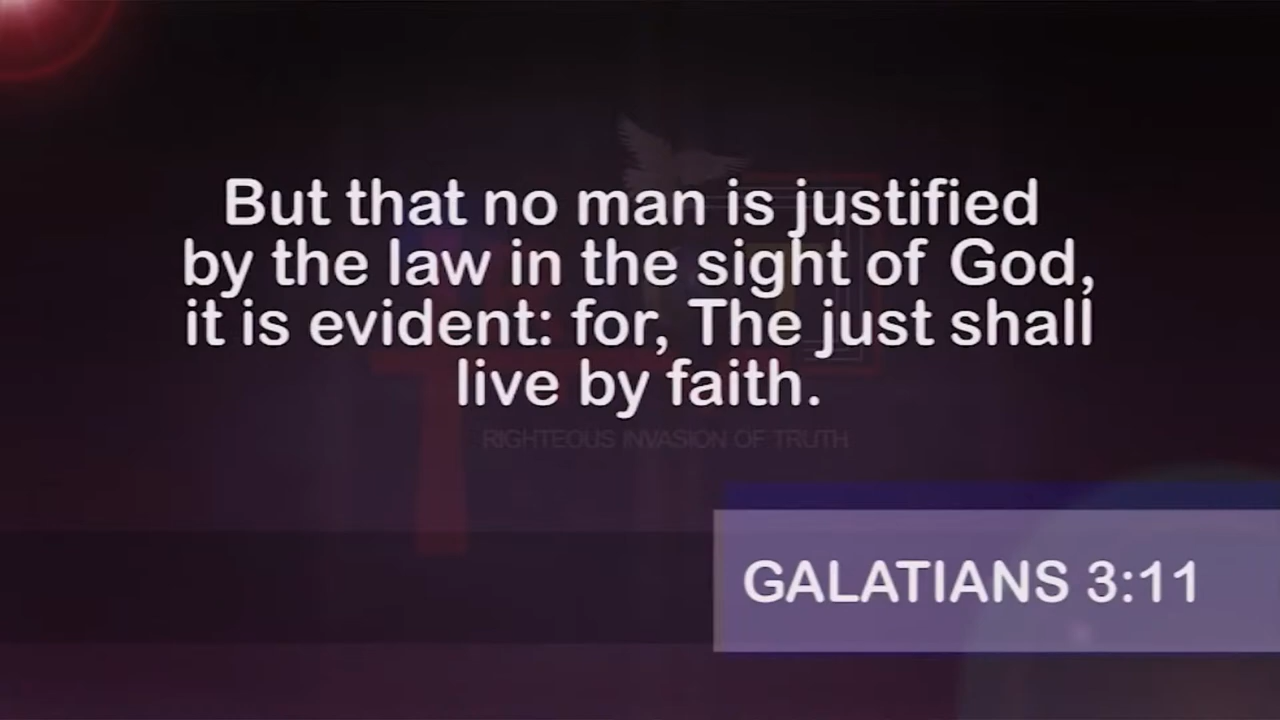 But that no man is justified
by the law in the sight of God,
it is evident: for, The just shall
live by faith.
RIGHTEOUS INVASION OF TRUTH
GALATIANS 3:11